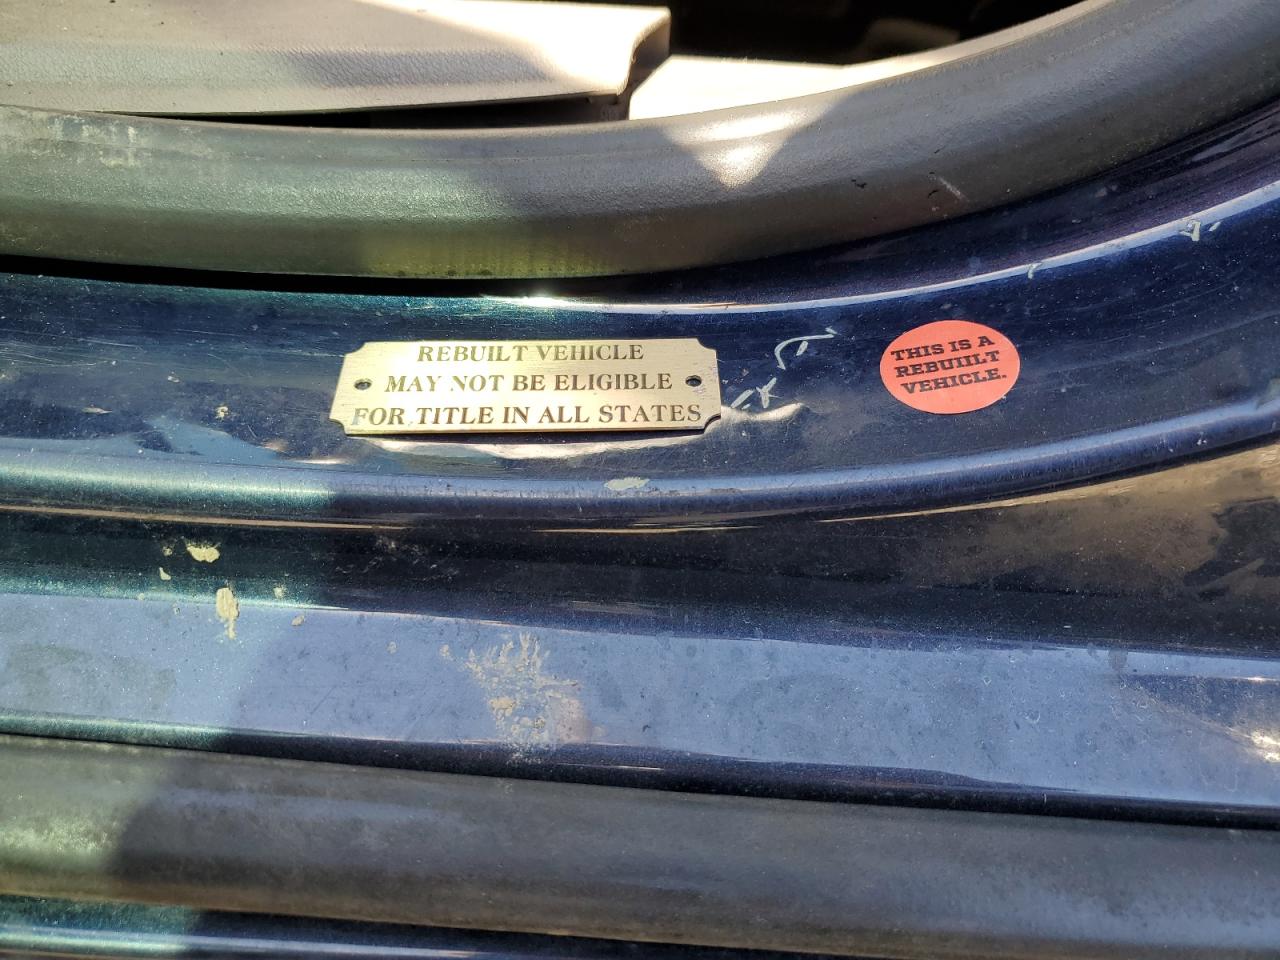 REBUILT VEHICLE
MAY NOT BE ELIGIBLE
FOR TITLE IN ALL STATES
THIS IS A
REBUIILT
VEHICLE.